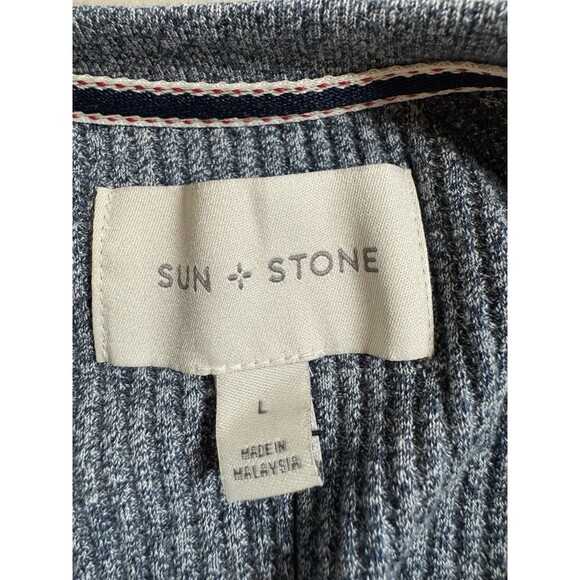 SUN + STONE
L
MADE IN
MALAYSIA